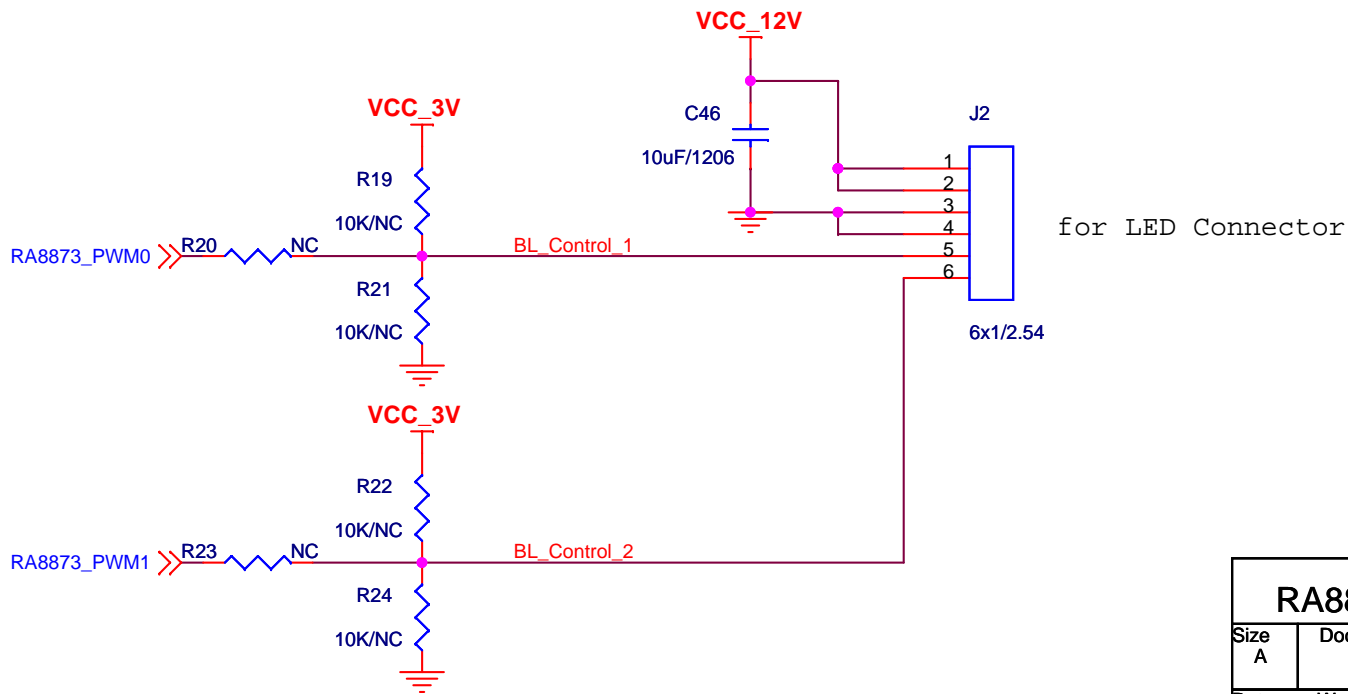 VCC_12V
VCC_3V
C46
10uF/1206
J2
R19
10K/NC
1
2
3
4
5
6
for LED Connector
RA8873_PWM0
R20
NC
BL_Control_1
R21
10K/NC
6x1/2.54
VCC_3V
R22
10K/NC
RA8873_PWM1
R23
NC
BL_Control_2
R24
10K/NC
RA88
Size
A
Doc